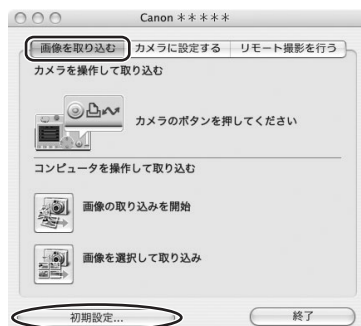 Canon ＊＊＊＊＊
画像を取り込む カメラに設定する リモート撮影を行う
カメラを操作して取り込む
カメラのボタンを押してください
コンピュータを操作して取り込む
画像の取り込みを開始
画像を選択して取り込み
初期設定... 終了